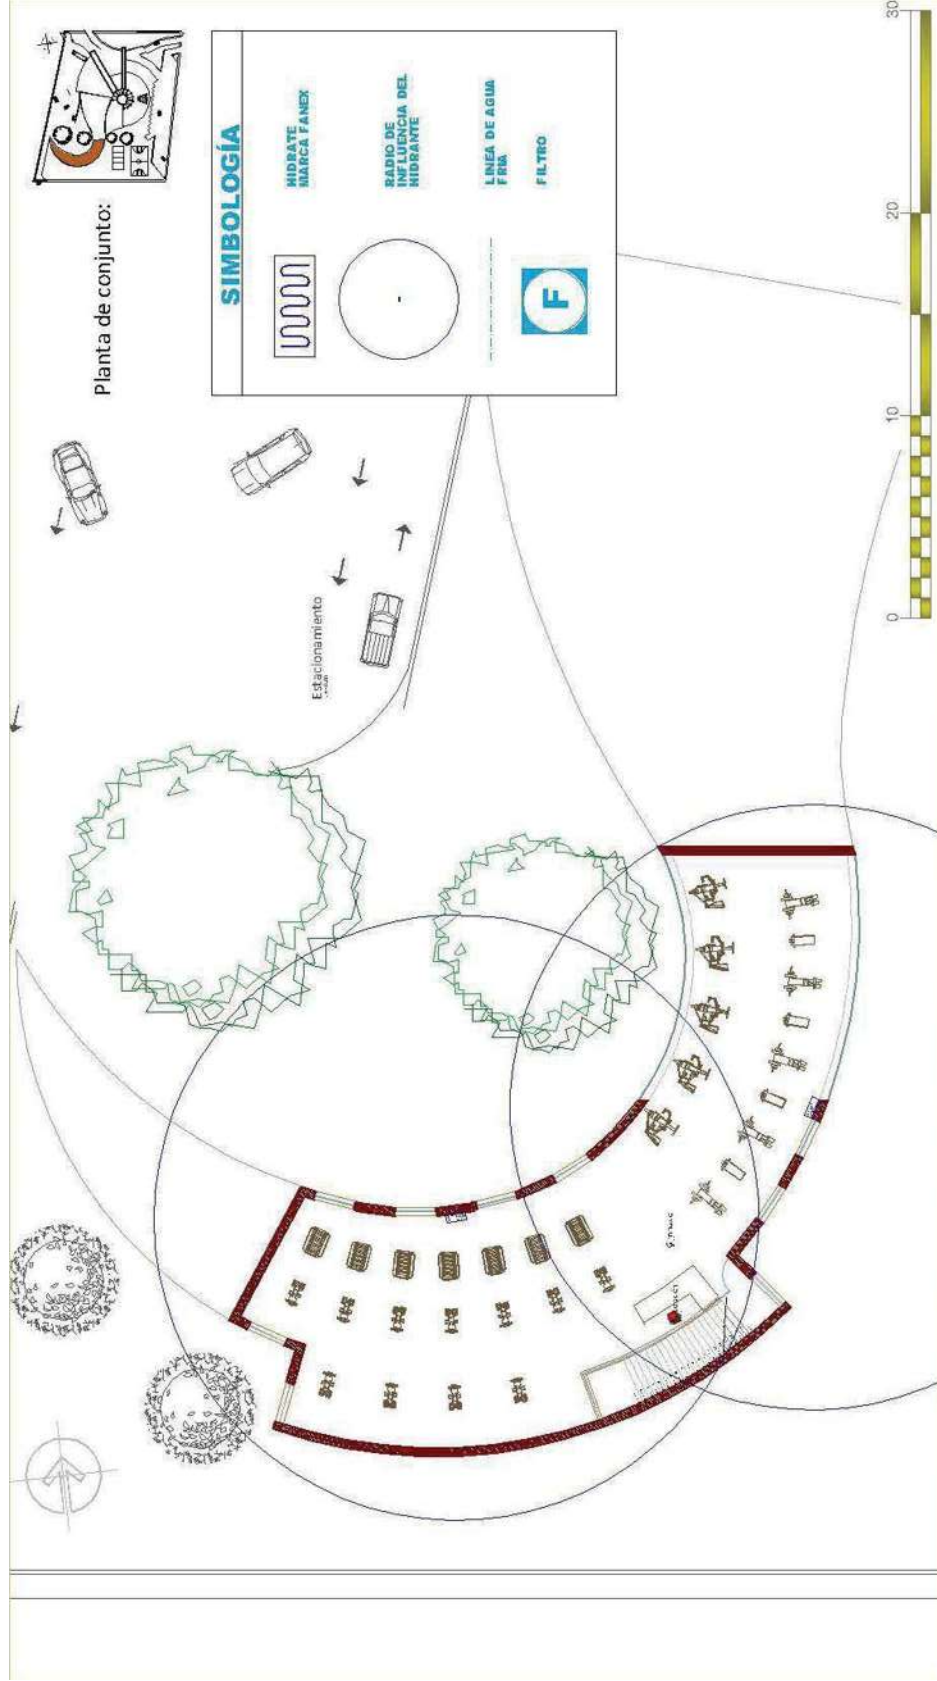 Planta de conjunto:
SIMBOLOGÍA
HIDRATE
MARCA FANEX
RADIO DE
INFLUENCIA DEL
HIDRANTE
LINEA DE AGUA
FRIA
FILTRO
F
Estacionamiento
0
10
20
30